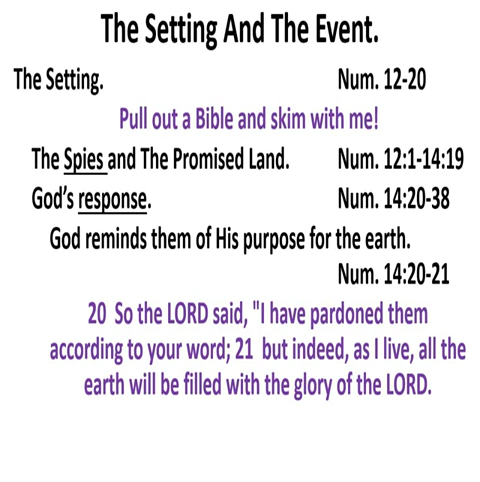 The Setting And The Event.
The Setting. Num. 12-20
Pull out a Bible and skim with me!
The Spies and The Promised Land. Num. 12:1-14:19
God's response. Num. 14:20-38
God reminds them of His purpose for the earth.
Num. 14:20-21
20 So the LORD said, "I have pardoned them
according to your word; 21 but indeed, as I live, all the
earth will be filled with the glory of the LORD.